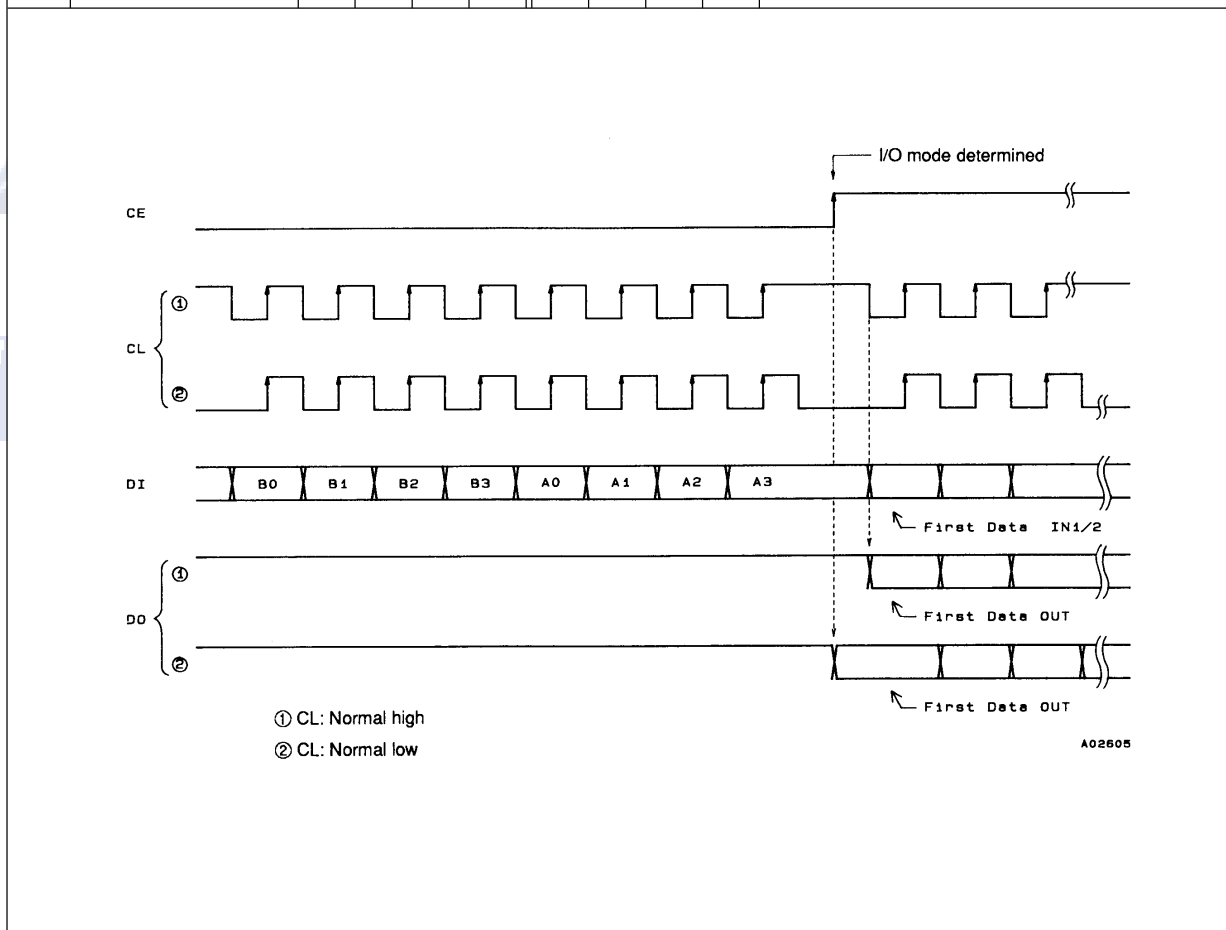 I/O mode determined
CE
CL
①
②
DI B0 B1 B2 B3 A0 A1 A2 A3
First Data IN1/2
DO
①
First Data OUT
②
First Data OUT
① CL: Normal high
② CL: Normal low
A02605